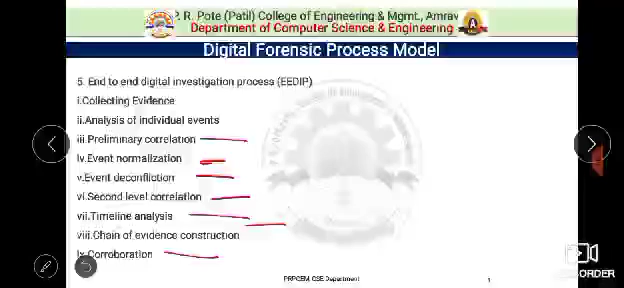 P. R. Pote (Patil) College of Engineering & Mgmt., Amrav
Department of Computer Science & Engineering
Digital Forensic Process Model
5. End to end digital investigation process (EEDIP)
i.Collecting Evidence
ii.Analysis of individual events
iii.Preliminary correlation
iv.Event normalization
v.Event deconfliction
vi.Second level correlation
vii.Timeline analysis
viii.Chain of evidence construction
ix.Corroboration
PRPCEM, CSE Department
1
ORDER